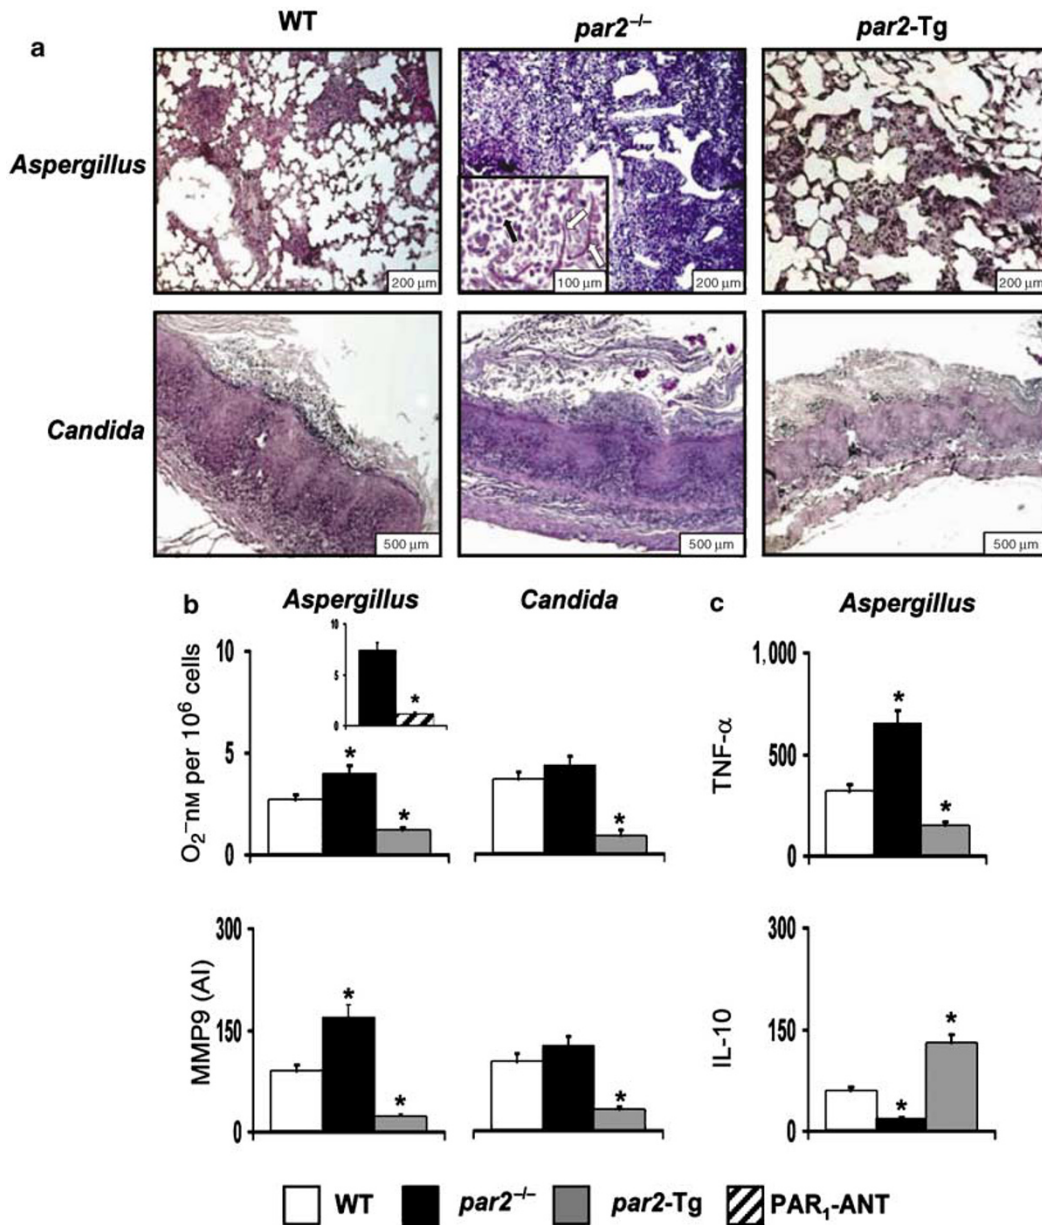 WT par2–/– par2-Tg
a
Aspergillus
200 µm 100 µm 200 µm 200 µm
Candida
500 µm 500 µm 500 µm
b Aspergillus Candida c Aspergillus
O2–nM per 106 cells
10
5
0
10
5
0
*
*
*
*
TNF-α
1,000
500
0
*
*
MMP9 (AI)
300
150
0
*
*
*
IL-10
300
150
0
*
*
WT par2–/– par2-Tg PAR1-ANT